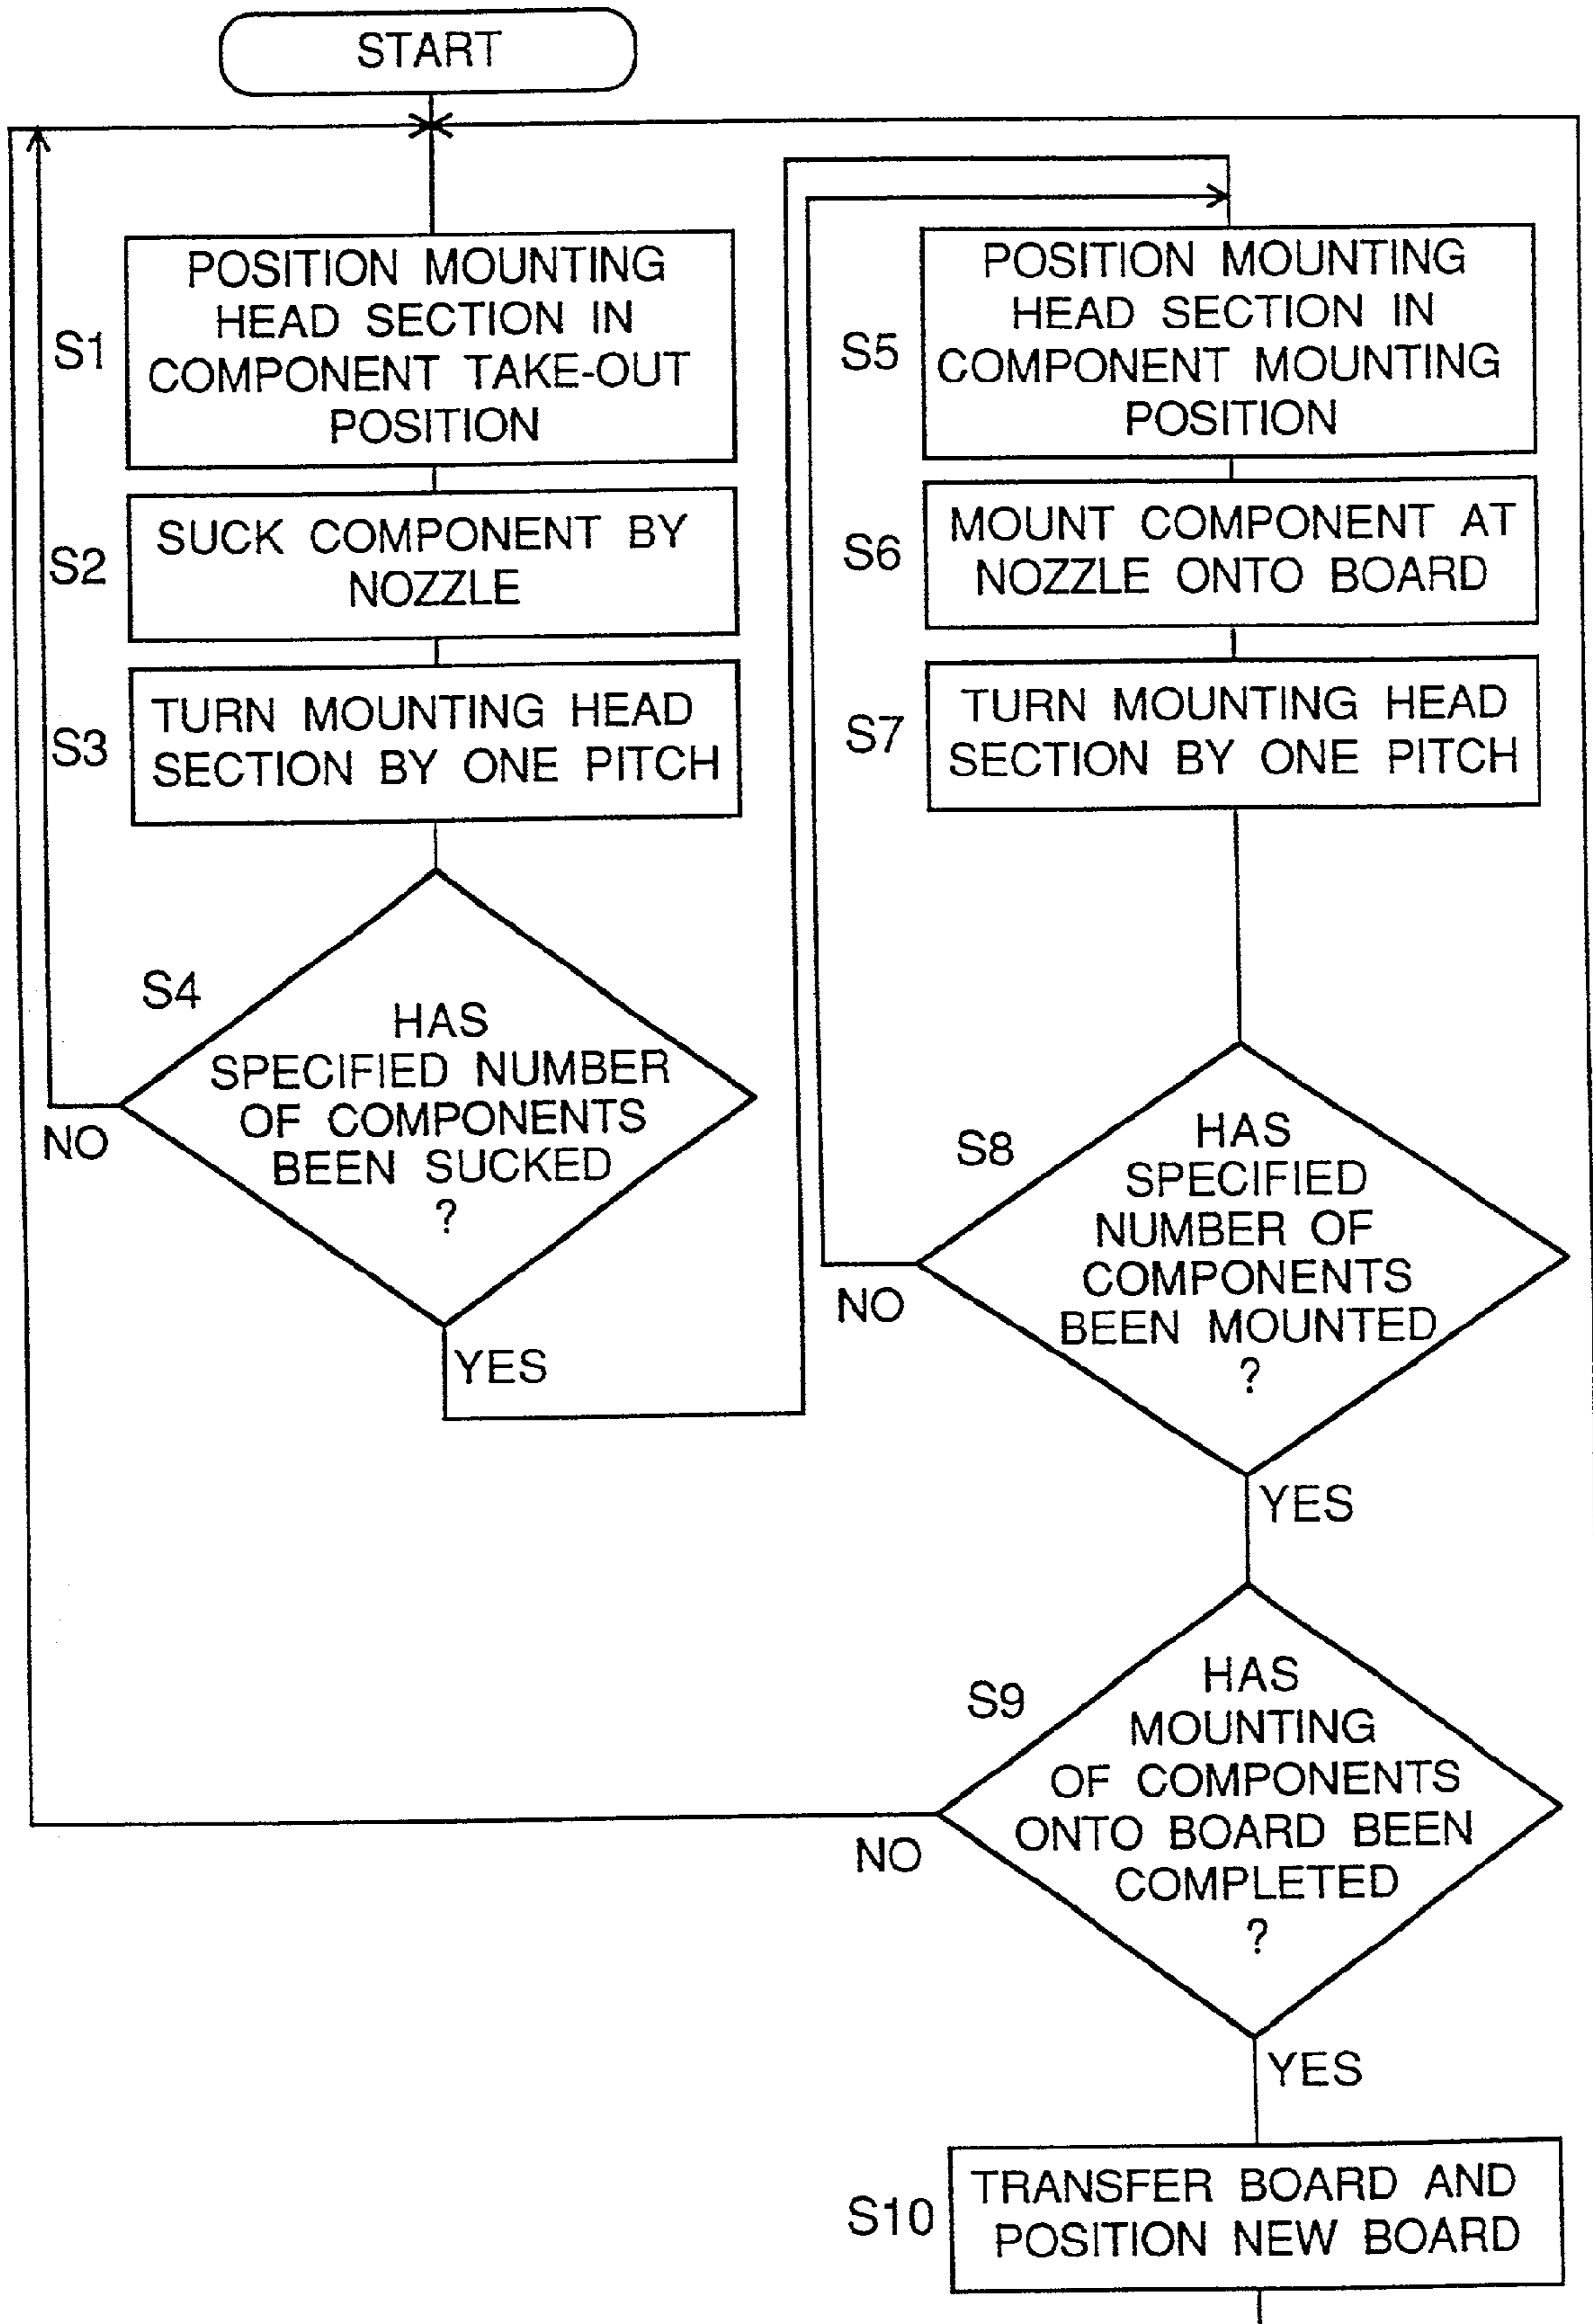 START
S1
POSITION MOUNTING
HEAD SECTION IN
COMPONENT TAKE-OUT
POSITION
S2
SUCK COMPONENT BY
NOZZLE
S3
TURN MOUNTING HEAD
SECTION BY ONE PITCH
S4
HAS
SPECIFIED NUMBER
OF COMPONENTS
BEEN SUCKED
?
NO
YES
S5
POSITION MOUNTING
HEAD SECTION IN
COMPONENT MOUNTING
POSITION
S6
MOUNT COMPONENT AT
NOZZLE ONTO BOARD
S7
TURN MOUNTING HEAD
SECTION BY ONE PITCH
S8
HAS
SPECIFIED
NUMBER OF
COMPONENTS
BEEN MOUNTED
?
NO
YES
S9
HAS
MOUNTING
OF COMPONENTS
ONTO BOARD BEEN
COMPLETED
?
NO
YES
S10
TRANSFER BOARD AND
POSITION NEW BOARD